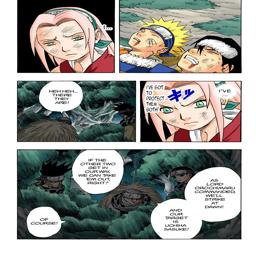 ...
I'VE
GOT TO
PROTECT
THEM
BOTH!
HEH HEH...
THERE
THEY
ARE!
IF THE
OTHER TWO
GET IN
OUR WAY,
WE CAN TAKE
'EM OUT,
RIGHT?
OF
COURSE!
AS
LORD
OROCHIMARU
COMMANDED,
WE'LL
STRIKE
AT
DAWN!
AND
OUR
TARGET
IS
UCHIHA
SASUKE!